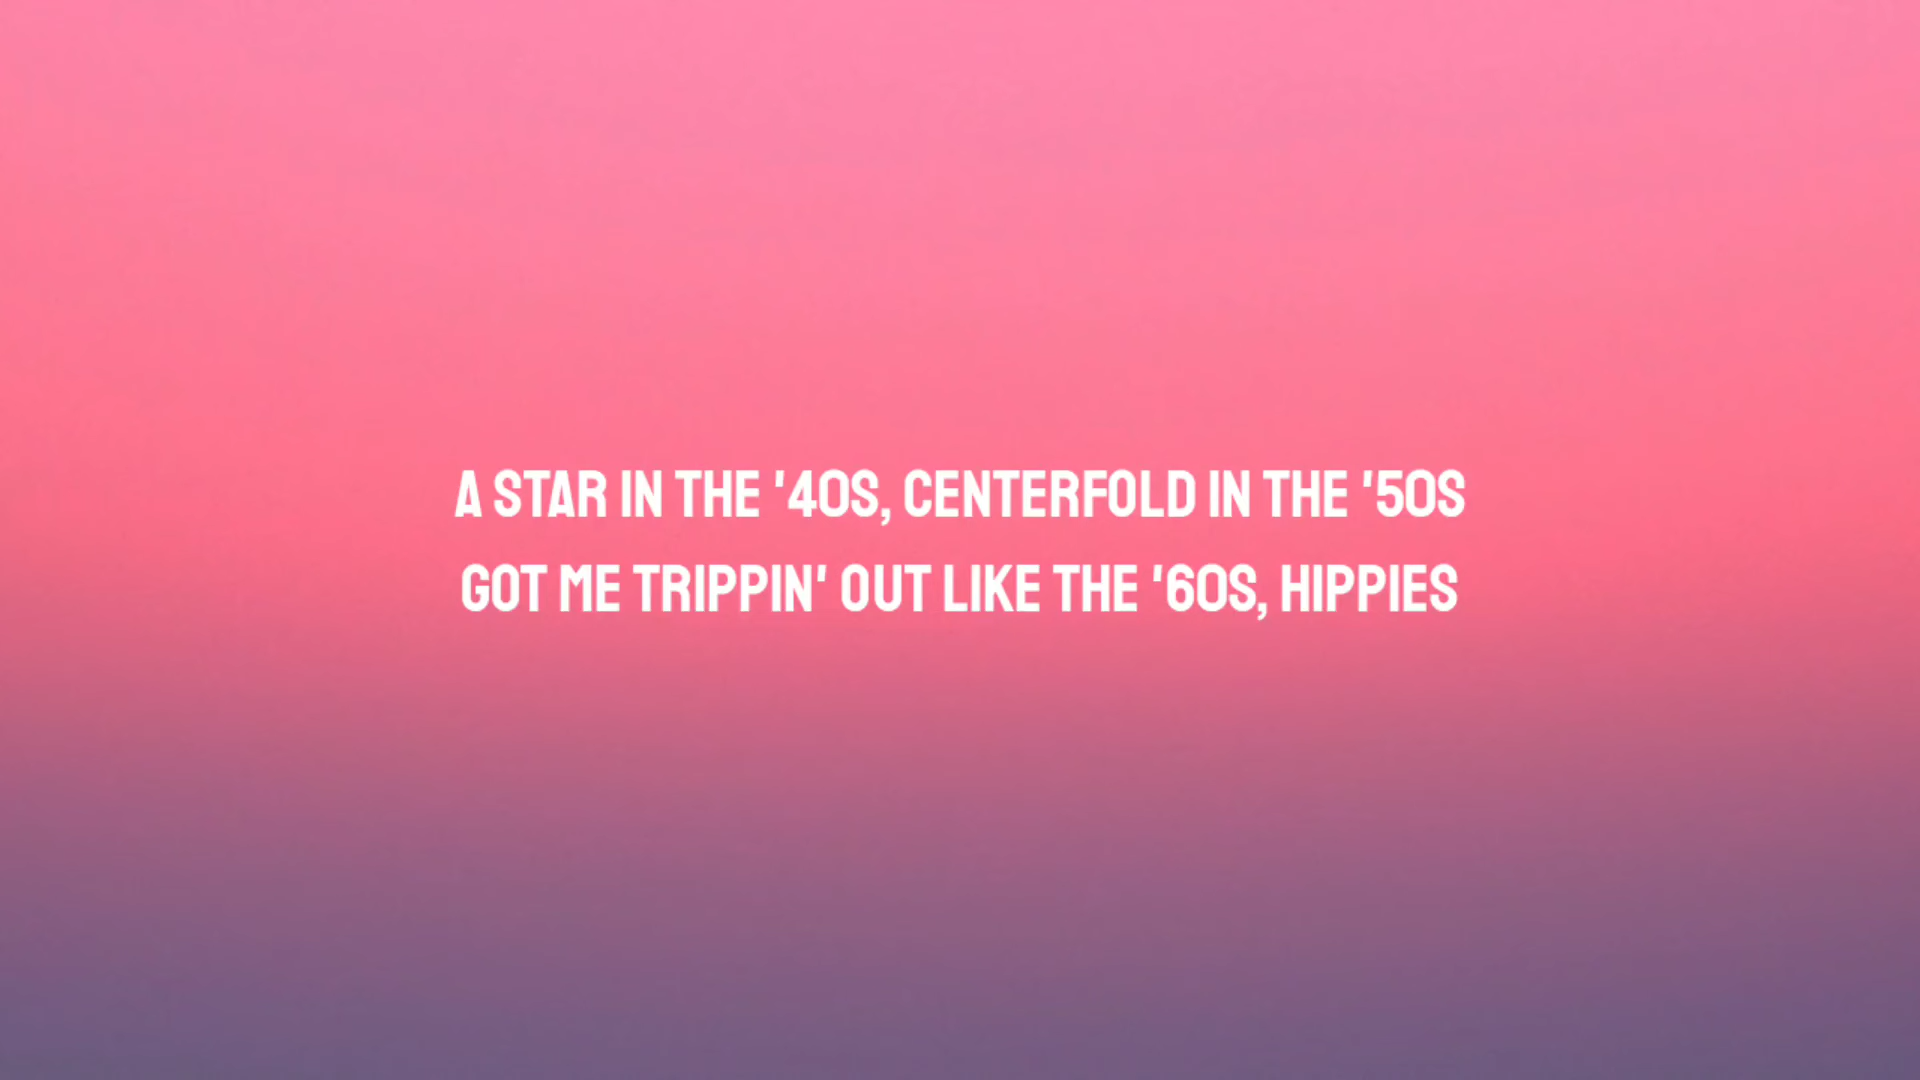 A STAR IN THE '40S, CENTERFOLD IN THE '50S
GOT ME TRIPPIN' OUT LIKE THE '60S, HIPPIES